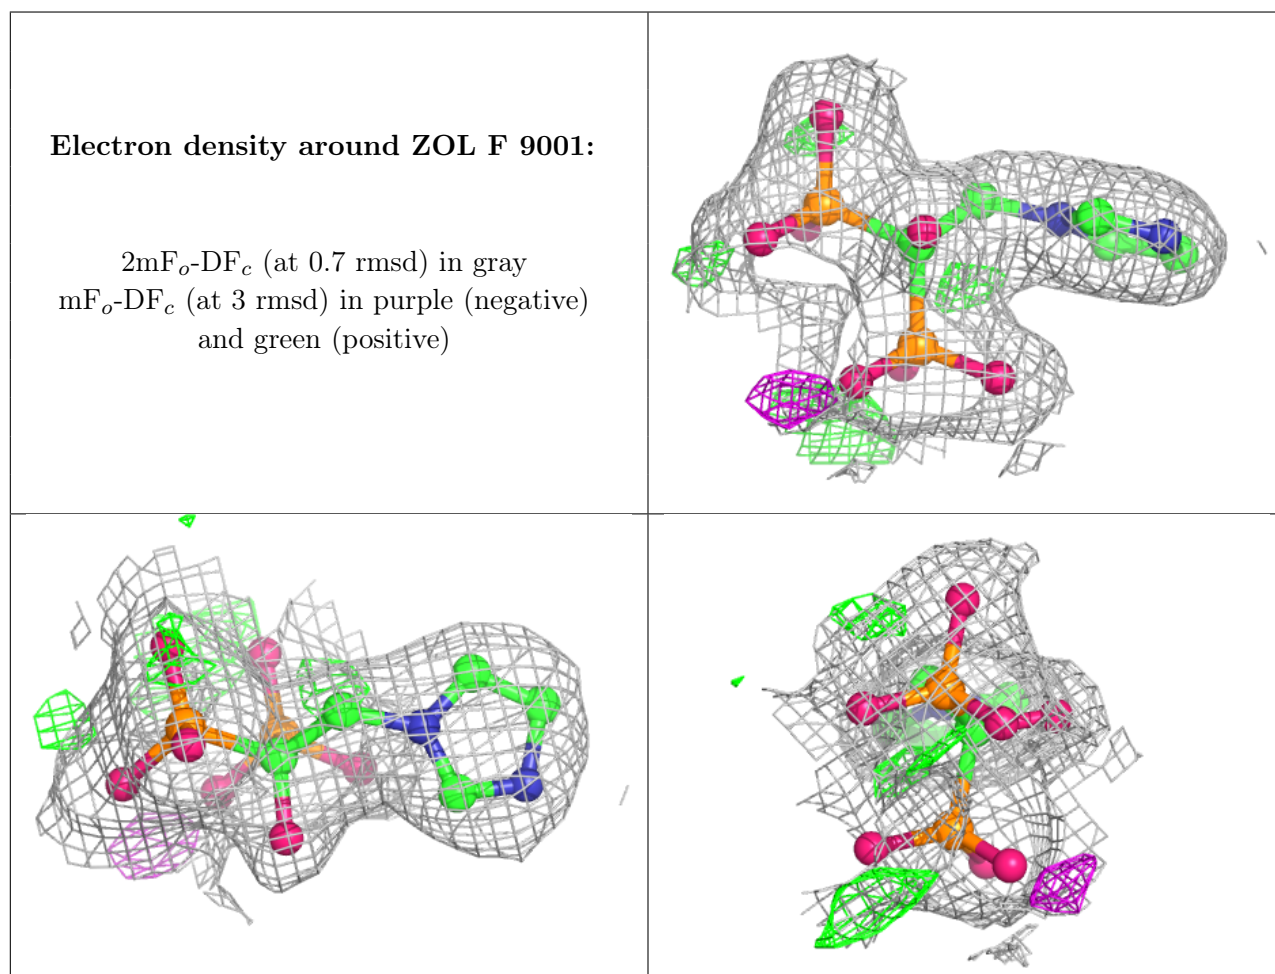 Electron density around ZOL F 9001:
2mFₒ-DF𝑐 (at 0.7 rmsd) in gray
mFₒ-DF𝑐 (at 3 rmsd) in purple (negative)
and green (positive)